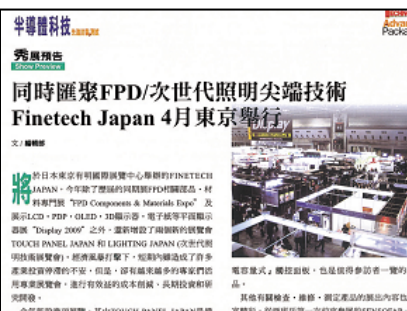 半導體科技
Advan
Packa
秀展預告
Show Preview
同時匯聚FPD/次世代照明尖端技術
Finetech Japan 4月東京舉行
文/編輯部
將於日本東京有明國際展覽中心舉辦的FINETECH
JAPAN,今年除了歷屆的同期展FPD相關部品、材
料專門展"FPD Components & Materials Expo" 及
展示LCD、PDP、OLED、3D顯示器、電子紙等平面顯示
器展 "Display 2009" 之外,還新增設了兩個新的展覽會
TOUCH PANEL JAPAN 和 LIGHTING JAPAN (次世代照
明技術展覽會)。經濟風暴打擊下,短期內雖造成了許多
產業投資停滯的不安,但是,卻有越來越多的專家們活
用專業展覽會,進行有效益的成本削減、長期投資和研
究開發。
電容量式』觸控面板,也是值得參觀者一覽的
品。
其他有關檢查、維修、測定產品的展出內容也